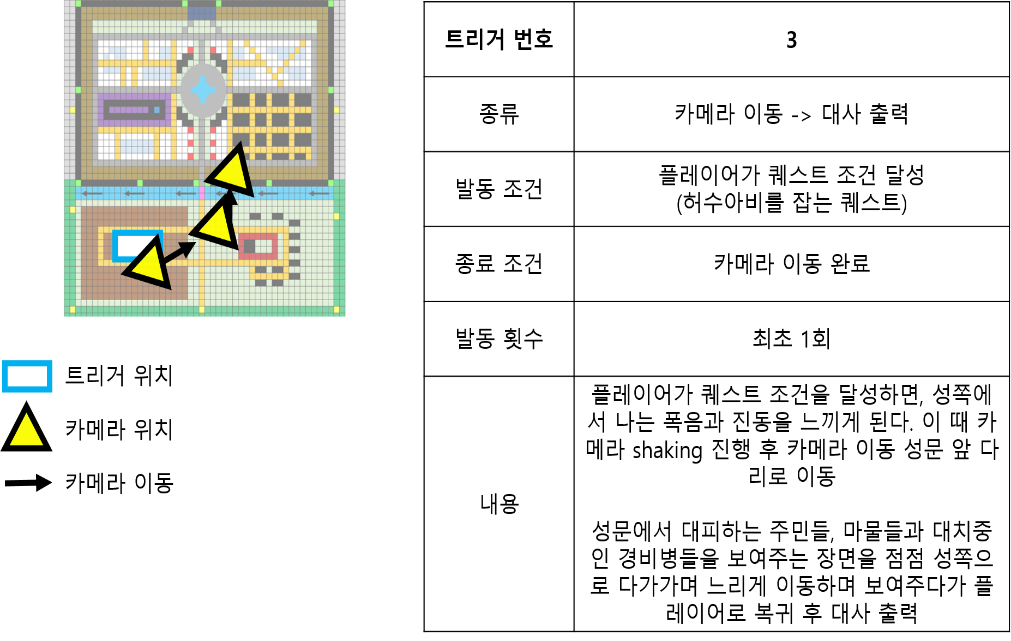 트리거 번호
3
종류
카메라 이동 -> 대사 출력
발동 조건
플레이어가 퀘스트 조건 달성
(허수아비를 잡는 퀘스트)
종료 조건
카메라 이동 완료
발동 횟수
최초 1회
내용
플레이어가 퀘스트 조건을 달성하면, 성쪽에
서 나는 폭음과 진동을 느끼게 된다. 이 때 카
메라 shaking 진행 후 카메라 이동 성문 앞 다
리로 이동
성문에서 대피하는 주민들, 마물들과 대치중
인 경비병들을 보여주는 장면을 점점 성쪽으
로 다가가며 느리게 이동하며 보여주다가 플
레이어로 복귀 후 대사 출력
트리거 위치
카메라 위치
카메라 이동